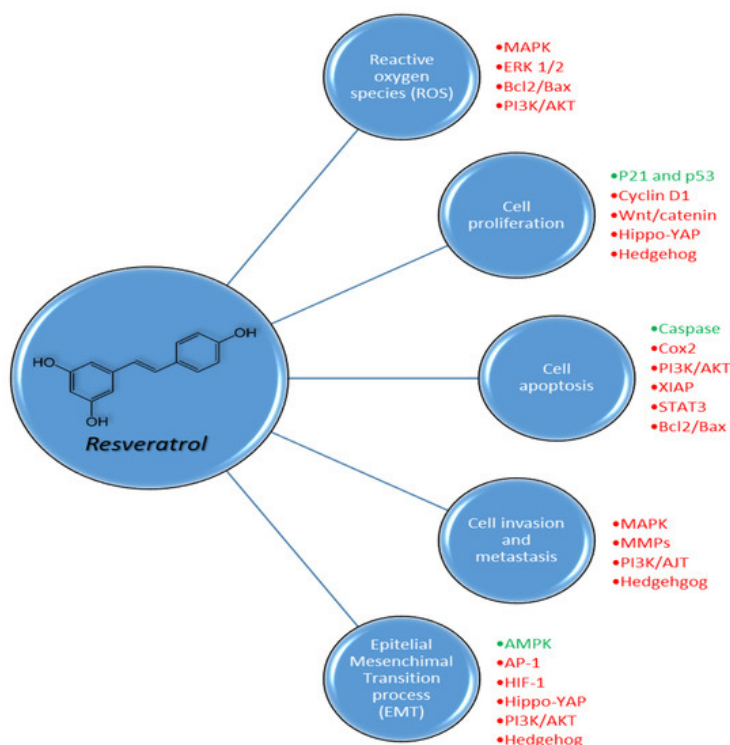 Reactive
oxygen
species (ROS)
•MAPK
•ERK 1/2
•Bcl2/Bax
•PI3K/AKT
Cell
proliferation
•P21 and p53
•Cyclin D1
•Wnt/catenin
•Hippo-YAP
•Hedgehog
HO
OH
OH
Resveratrol
Cell
apoptosis
•Caspase
•Cox2
•PI3K/AKT
•XIAP
•STAT3
•Bcl2/Bax
Cell invasion
and
metastasis
•MAPK
•MMPs
•PI3K/AJT
•Hedgehgog
Epitelial
Mesenchimal
Transition
process
(EMT)
•AMPK
•AP-1
•HIF-1
•Hippo-YAP
•PI3K/AKT
•Hedgehog